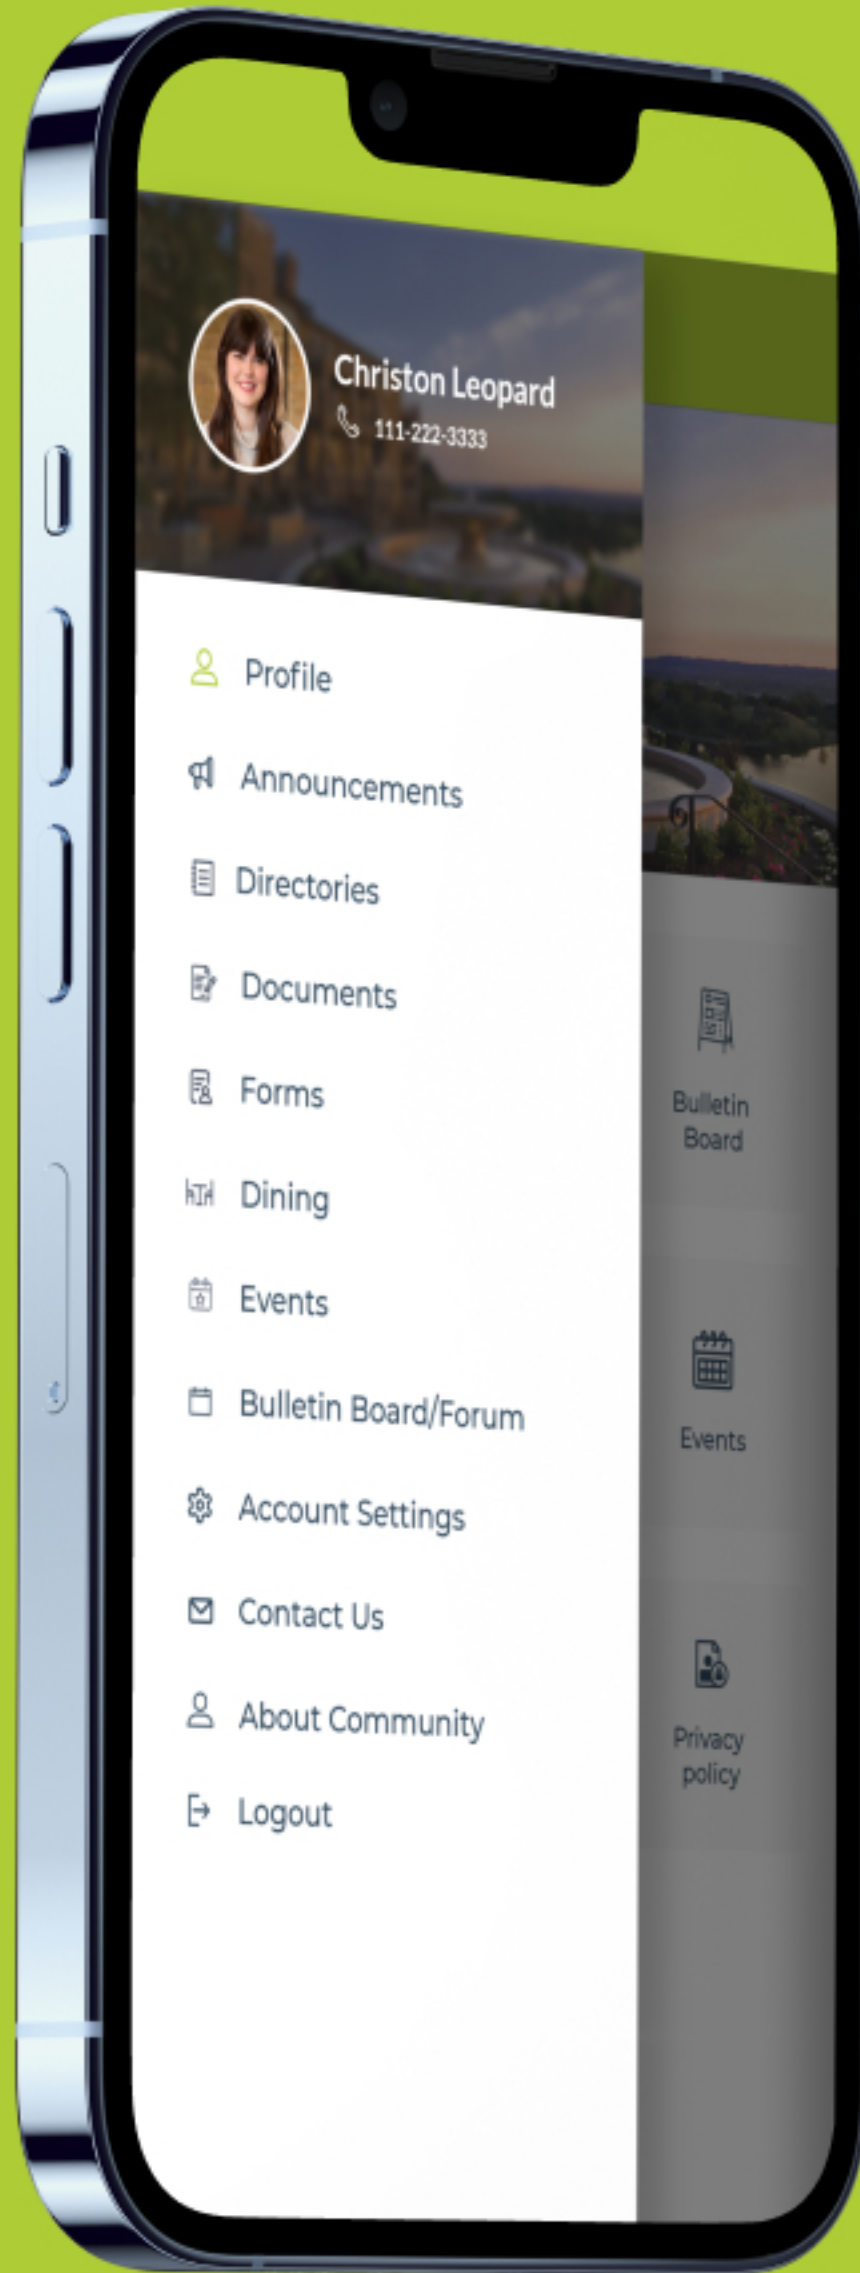 Christon Leopard
111-222-3333
Profile
Announcements
Directories
Documents
Forms
Dining
Events
Bulletin Board/Forum
Account Settings
Contact Us
About Community
Logout
Bulletin
Board
Events
Privacy
policy